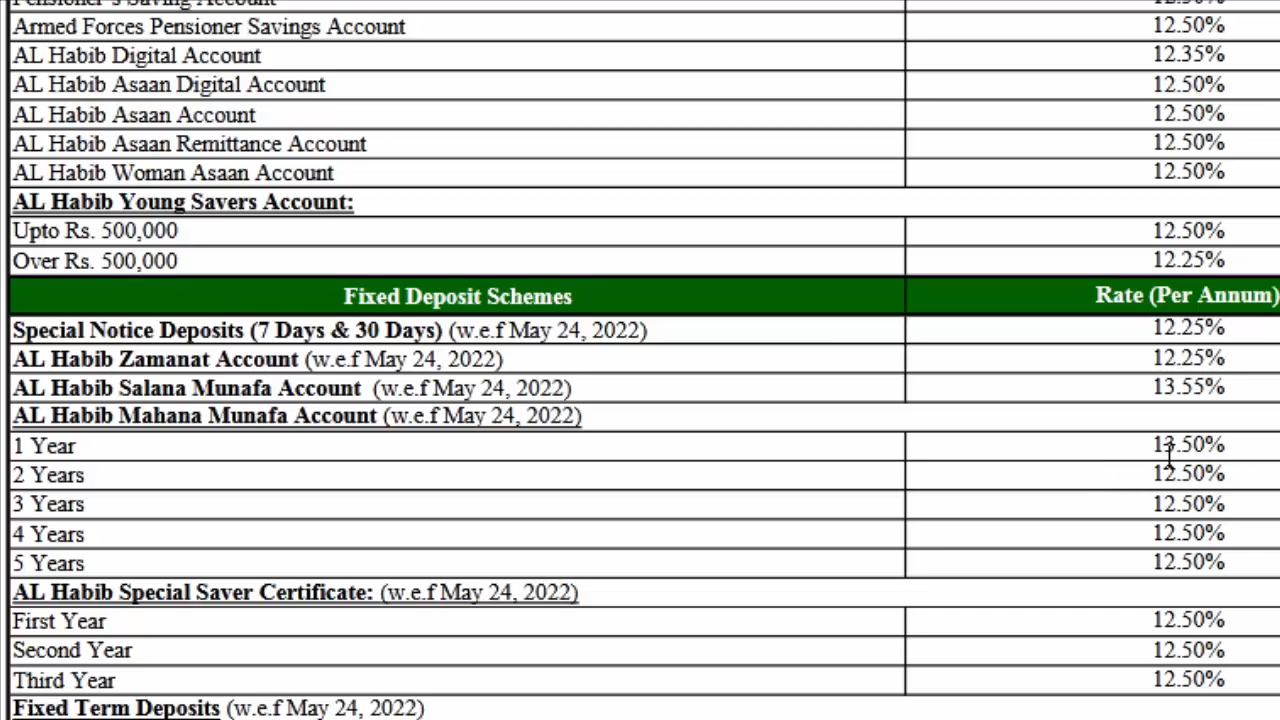 Pensioner's Saving Account 12.50%
Armed Forces Pensioner Savings Account 12.50%
AL Habib Digital Account 12.35%
AL Habib Asaan Digital Account 12.50%
AL Habib Asaan Account 12.50%
AL Habib Asaan Remittance Account 12.50%
AL Habib Woman Asaan Account 12.50%
AL Habib Young Savers Account:
Upto Rs. 500,000 12.50%
Over Rs. 500,000 12.25%
Fixed Deposit Schemes Rate (Per Annum)
Special Notice Deposits (7 Days & 30 Days) (w.e.f May 24, 2022) 12.25%
AL Habib Zamanat Account (w.e.f May 24, 2022) 12.25%
AL Habib Salana Munafa Account (w.e.f May 24, 2022) 13.55%
AL Habib Mahana Munafa Account (w.e.f May 24, 2022)
1 Year 13.50%
2 Years 12.50%
3 Years 12.50%
4 Years 12.50%
5 Years 12.50%
AL Habib Special Saver Certificate: (w.e.f May 24, 2022)
First Year 12.50%
Second Year 12.50%
Third Year 12.50%
Fixed Term Deposits (w.e.f May 24, 2022)